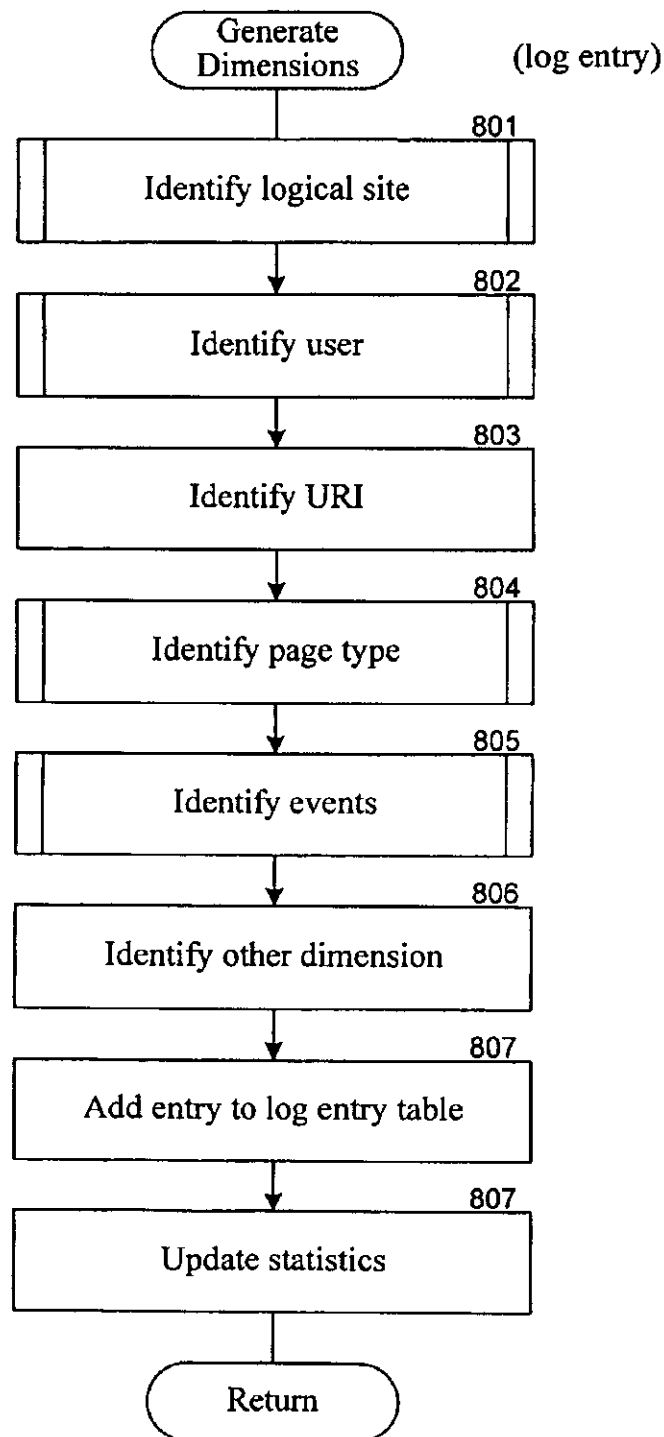 Generate
Dimensions
(log entry)
801
Identify logical site
802
Identify user
803
Identify URI
804
Identify page type
805
Identify events
806
Identify other dimension
807
Add entry to log entry table
807
Update statistics
Return